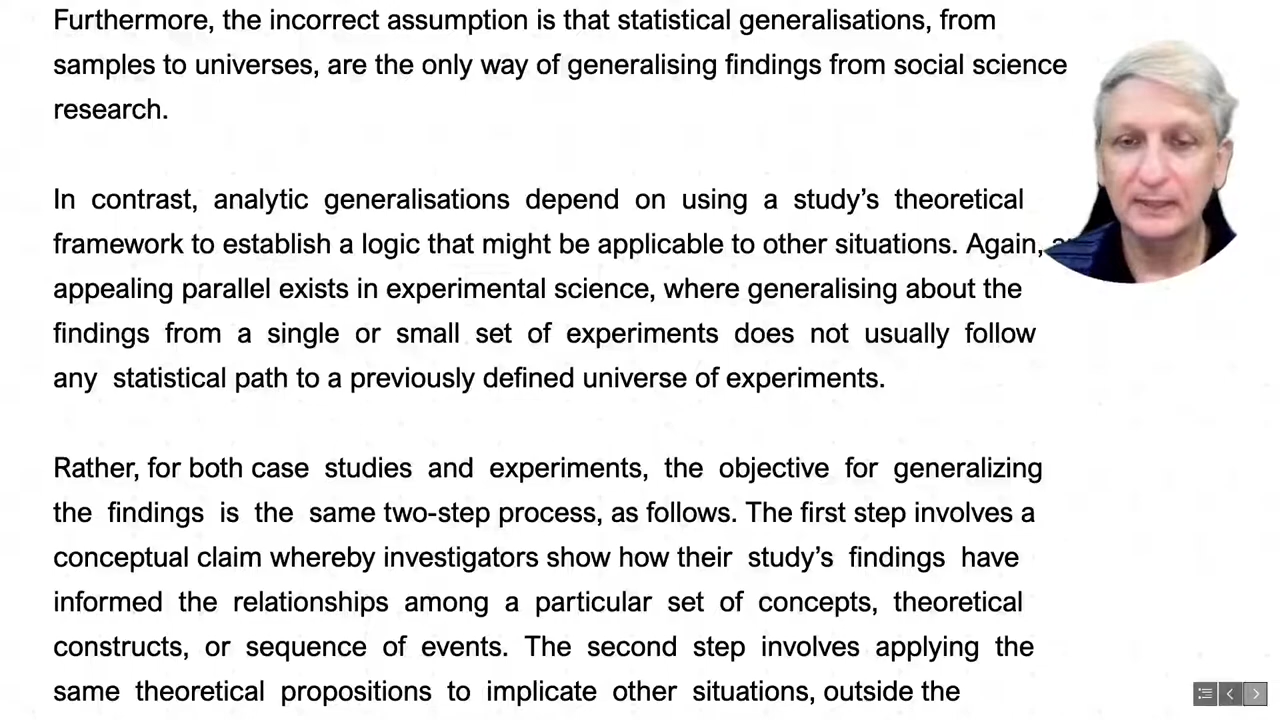 Furthermore, the incorrect assumption is that statistical generalisations, from
samples to universes, are the only way of generalising findings from social science
research.
In contrast, analytic generalisations depend on using a study’s theoretical
framework to establish a logic that might be applicable to other situations. Again,
appealing parallel exists in experimental science, where generalising about the
findings from a single or small set of experiments does not usually follow
any statistical path to a previously defined universe of experiments.
Rather, for both case studies and experiments, the objective for generalizing
the findings is the same two-step process, as follows. The first step involves a
conceptual claim whereby investigators show how their study’s findings have
informed the relationships among a particular set of concepts, theoretical
constructs, or sequence of events. The second step involves applying the
same theoretical propositions to implicate other situations, outside the